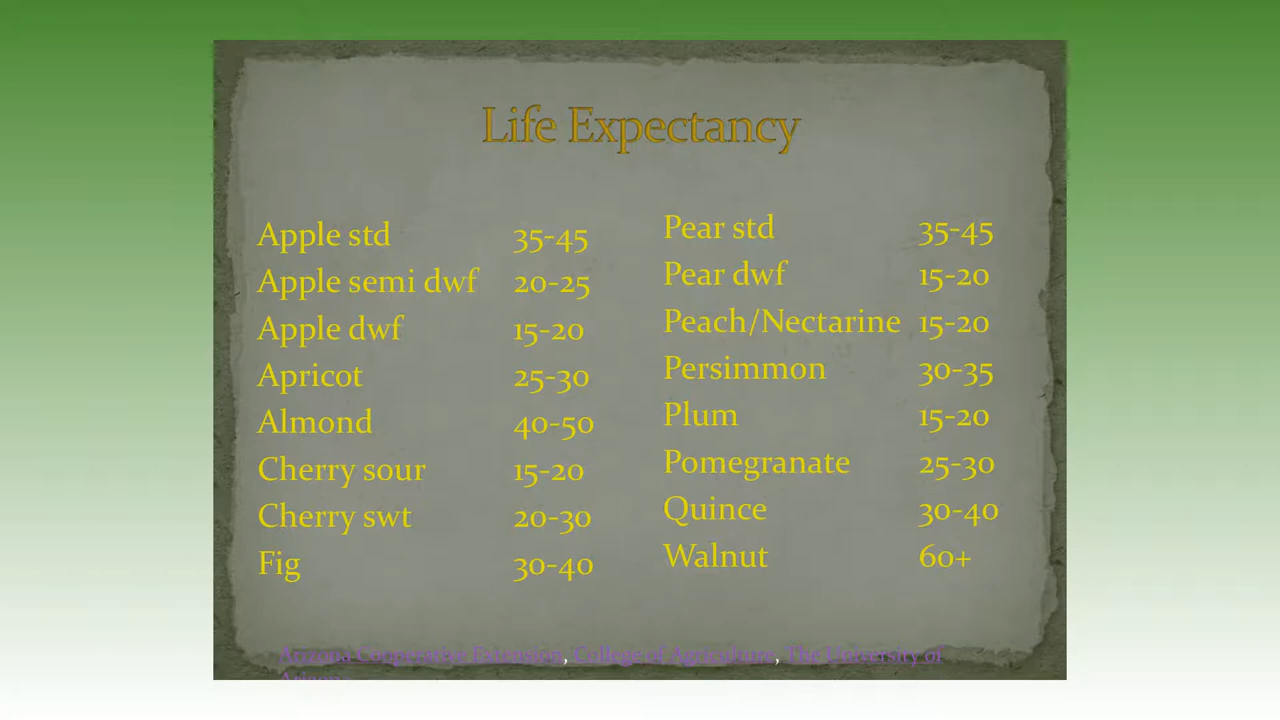 Life Expectancy
Apple std 35-45
Apple semi dwf 20-25
Apple dwf 15-20
Apricot 25-30
Almond 40-50
Cherry sour 15-20
Cherry swt 20-30
Fig 30-40
Pear std 35-45
Pear dwf 15-20
Peach/Nectarine 15-20
Persimmon 30-35
Plum 15-20
Pomegranate 25-30
Quince 30-40
Walnut 60+
Arizona Cooperative Extension, College of Agriculture, The University of
Arizona